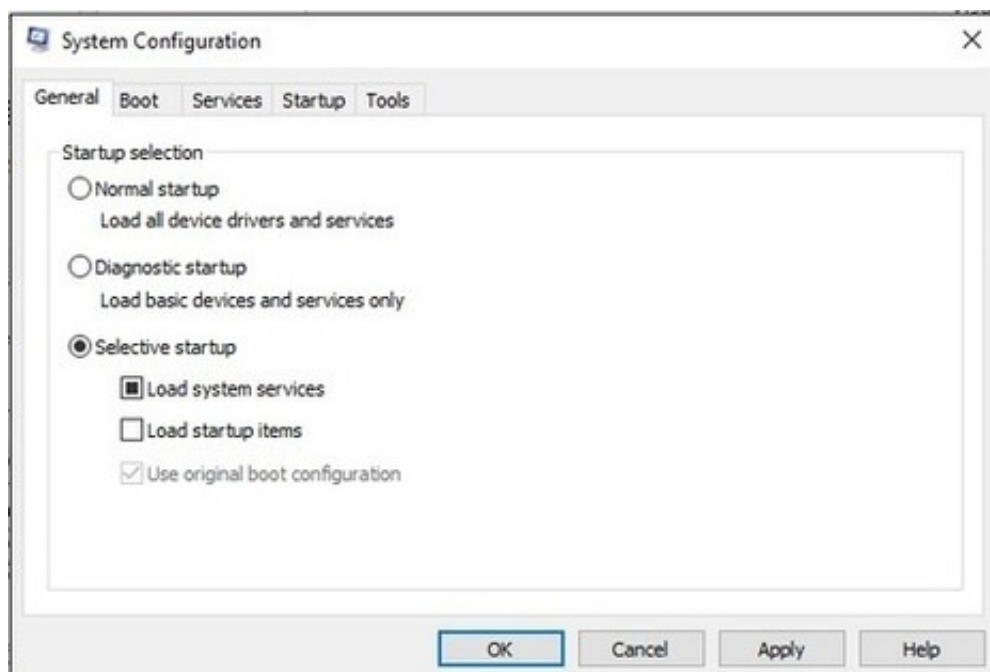 System Configuration
General Boot Services Startup Tools
Startup selection
Normal startup
Load all device drivers and services
Diagnostic startup
Load basic devices and services only
Selective startup
Load system services
Load startup items
Use original boot configuration
OK Cancel Apply Help